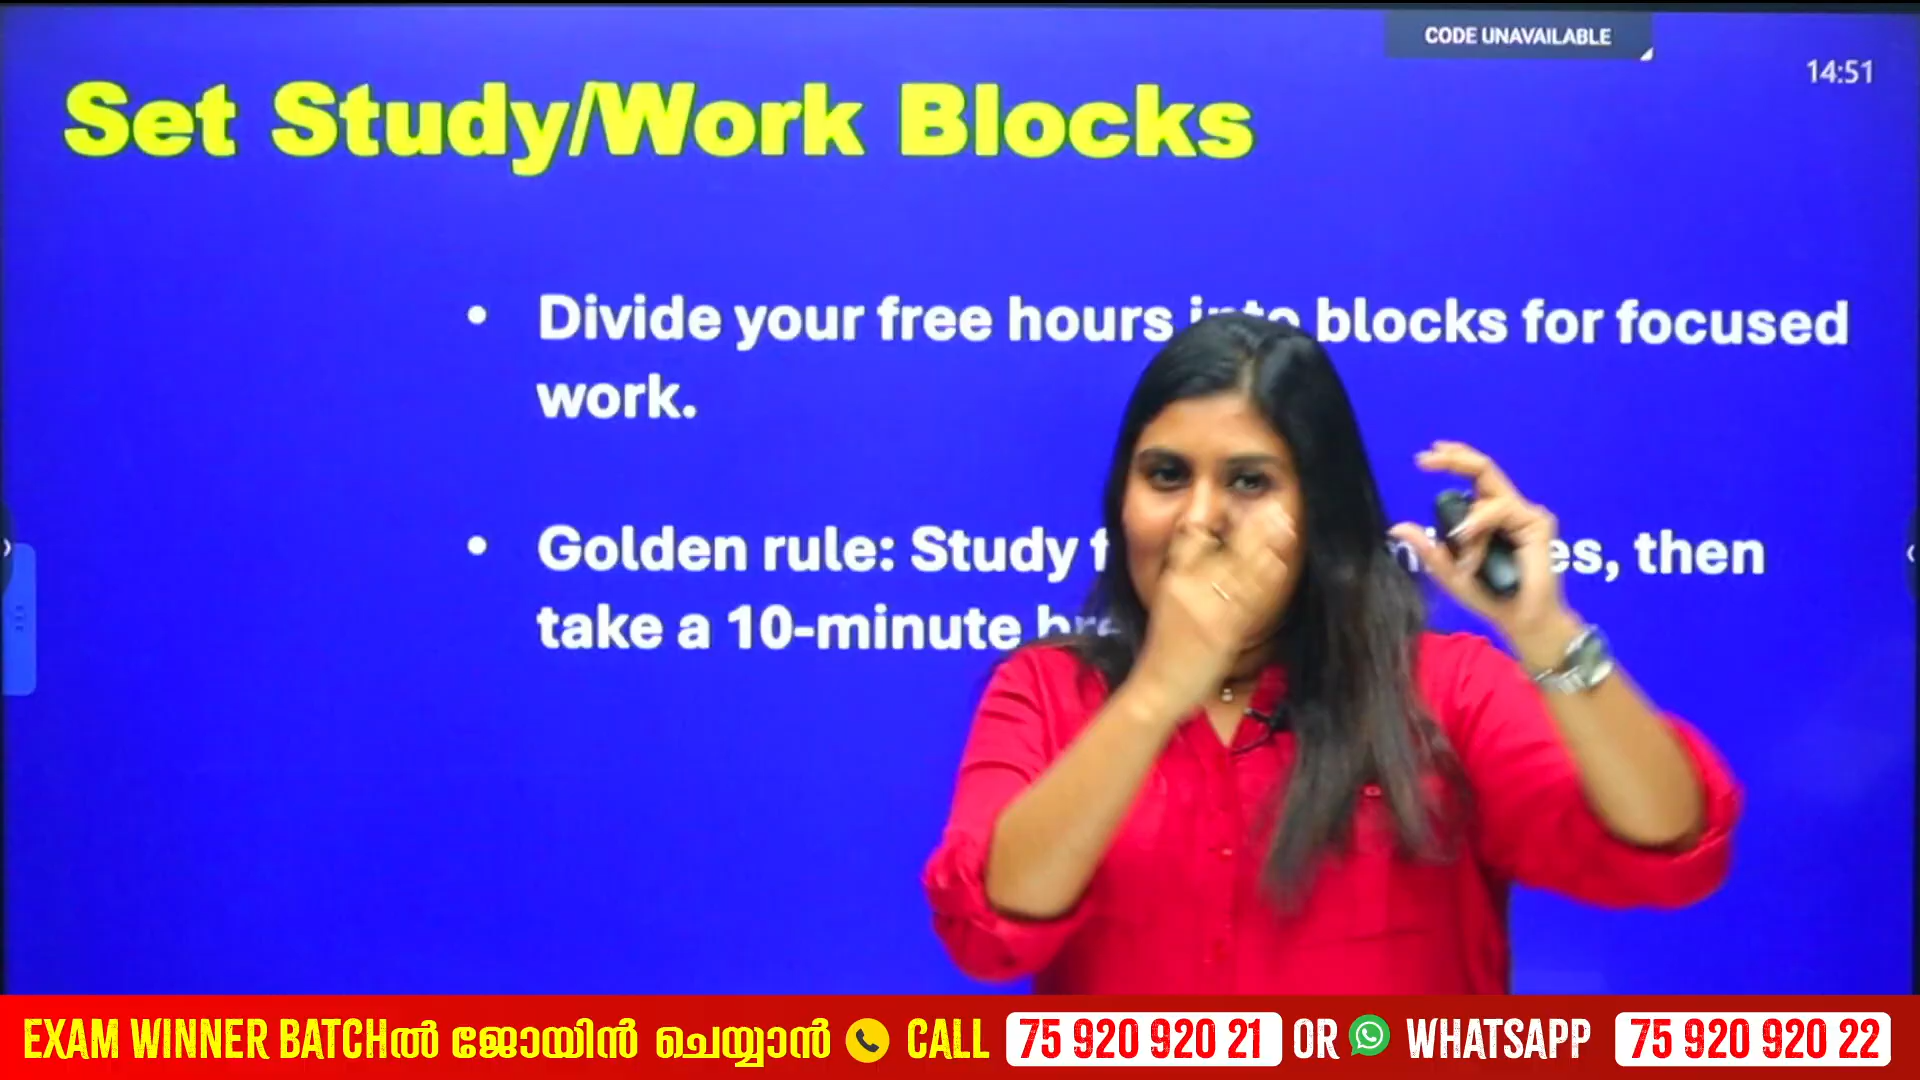 CODE UNAVAILABLE
14:51
Set Study/Work Blocks
• Divide your free hours into blocks for focused
work.
• Golden rule: Study then
take a 10-minute
EXAM WINNER BATCHൽ ജോയിൻ ചെയ്യാൻ CALL 75 920 920 21 OR WHATSAPP 75 920 920 22